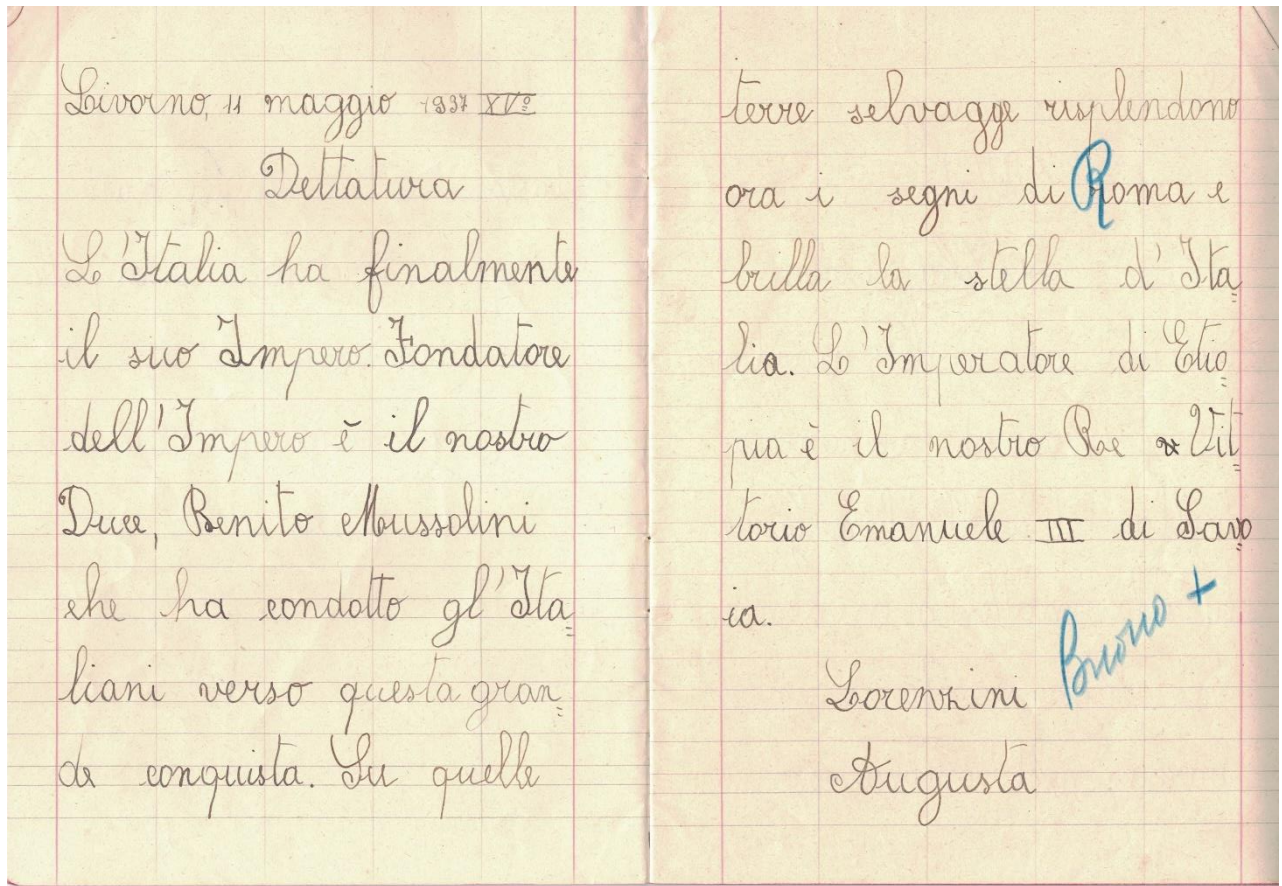 Livorno, 11 maggio 1937 XVº
Dettatura
L'Italia ha finalmente
il suo Impero. Fondatore
dell'Impero è il nostro
Duce, Benito Mussolini
che ha condotto gl'Ita=
liani verso questa gran=
de conquista. Su quelle
terre selvagge risplendono
ora i segni di Roma e
brilla la stella d'Ita=
lia. L'Imperatore di Etio=
pia è il nostro Re Vit=
torio Emanuele III di Savo=
ia.
Buono +
Lorenzini
Augusta